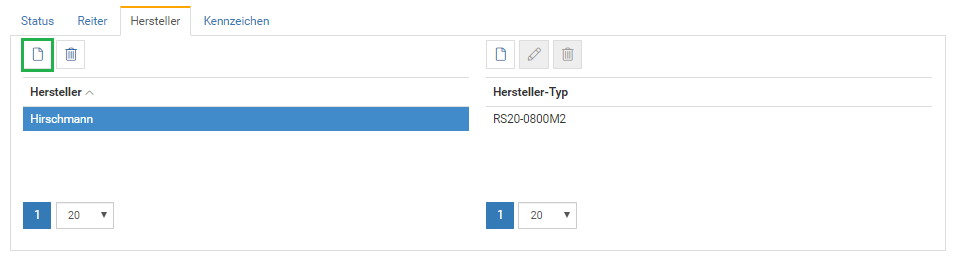 Status Reiter Hersteller Kennzeichen
Hersteller
Hirschmann
1 20
Hersteller-Typ
RS20-0800M2
1 20